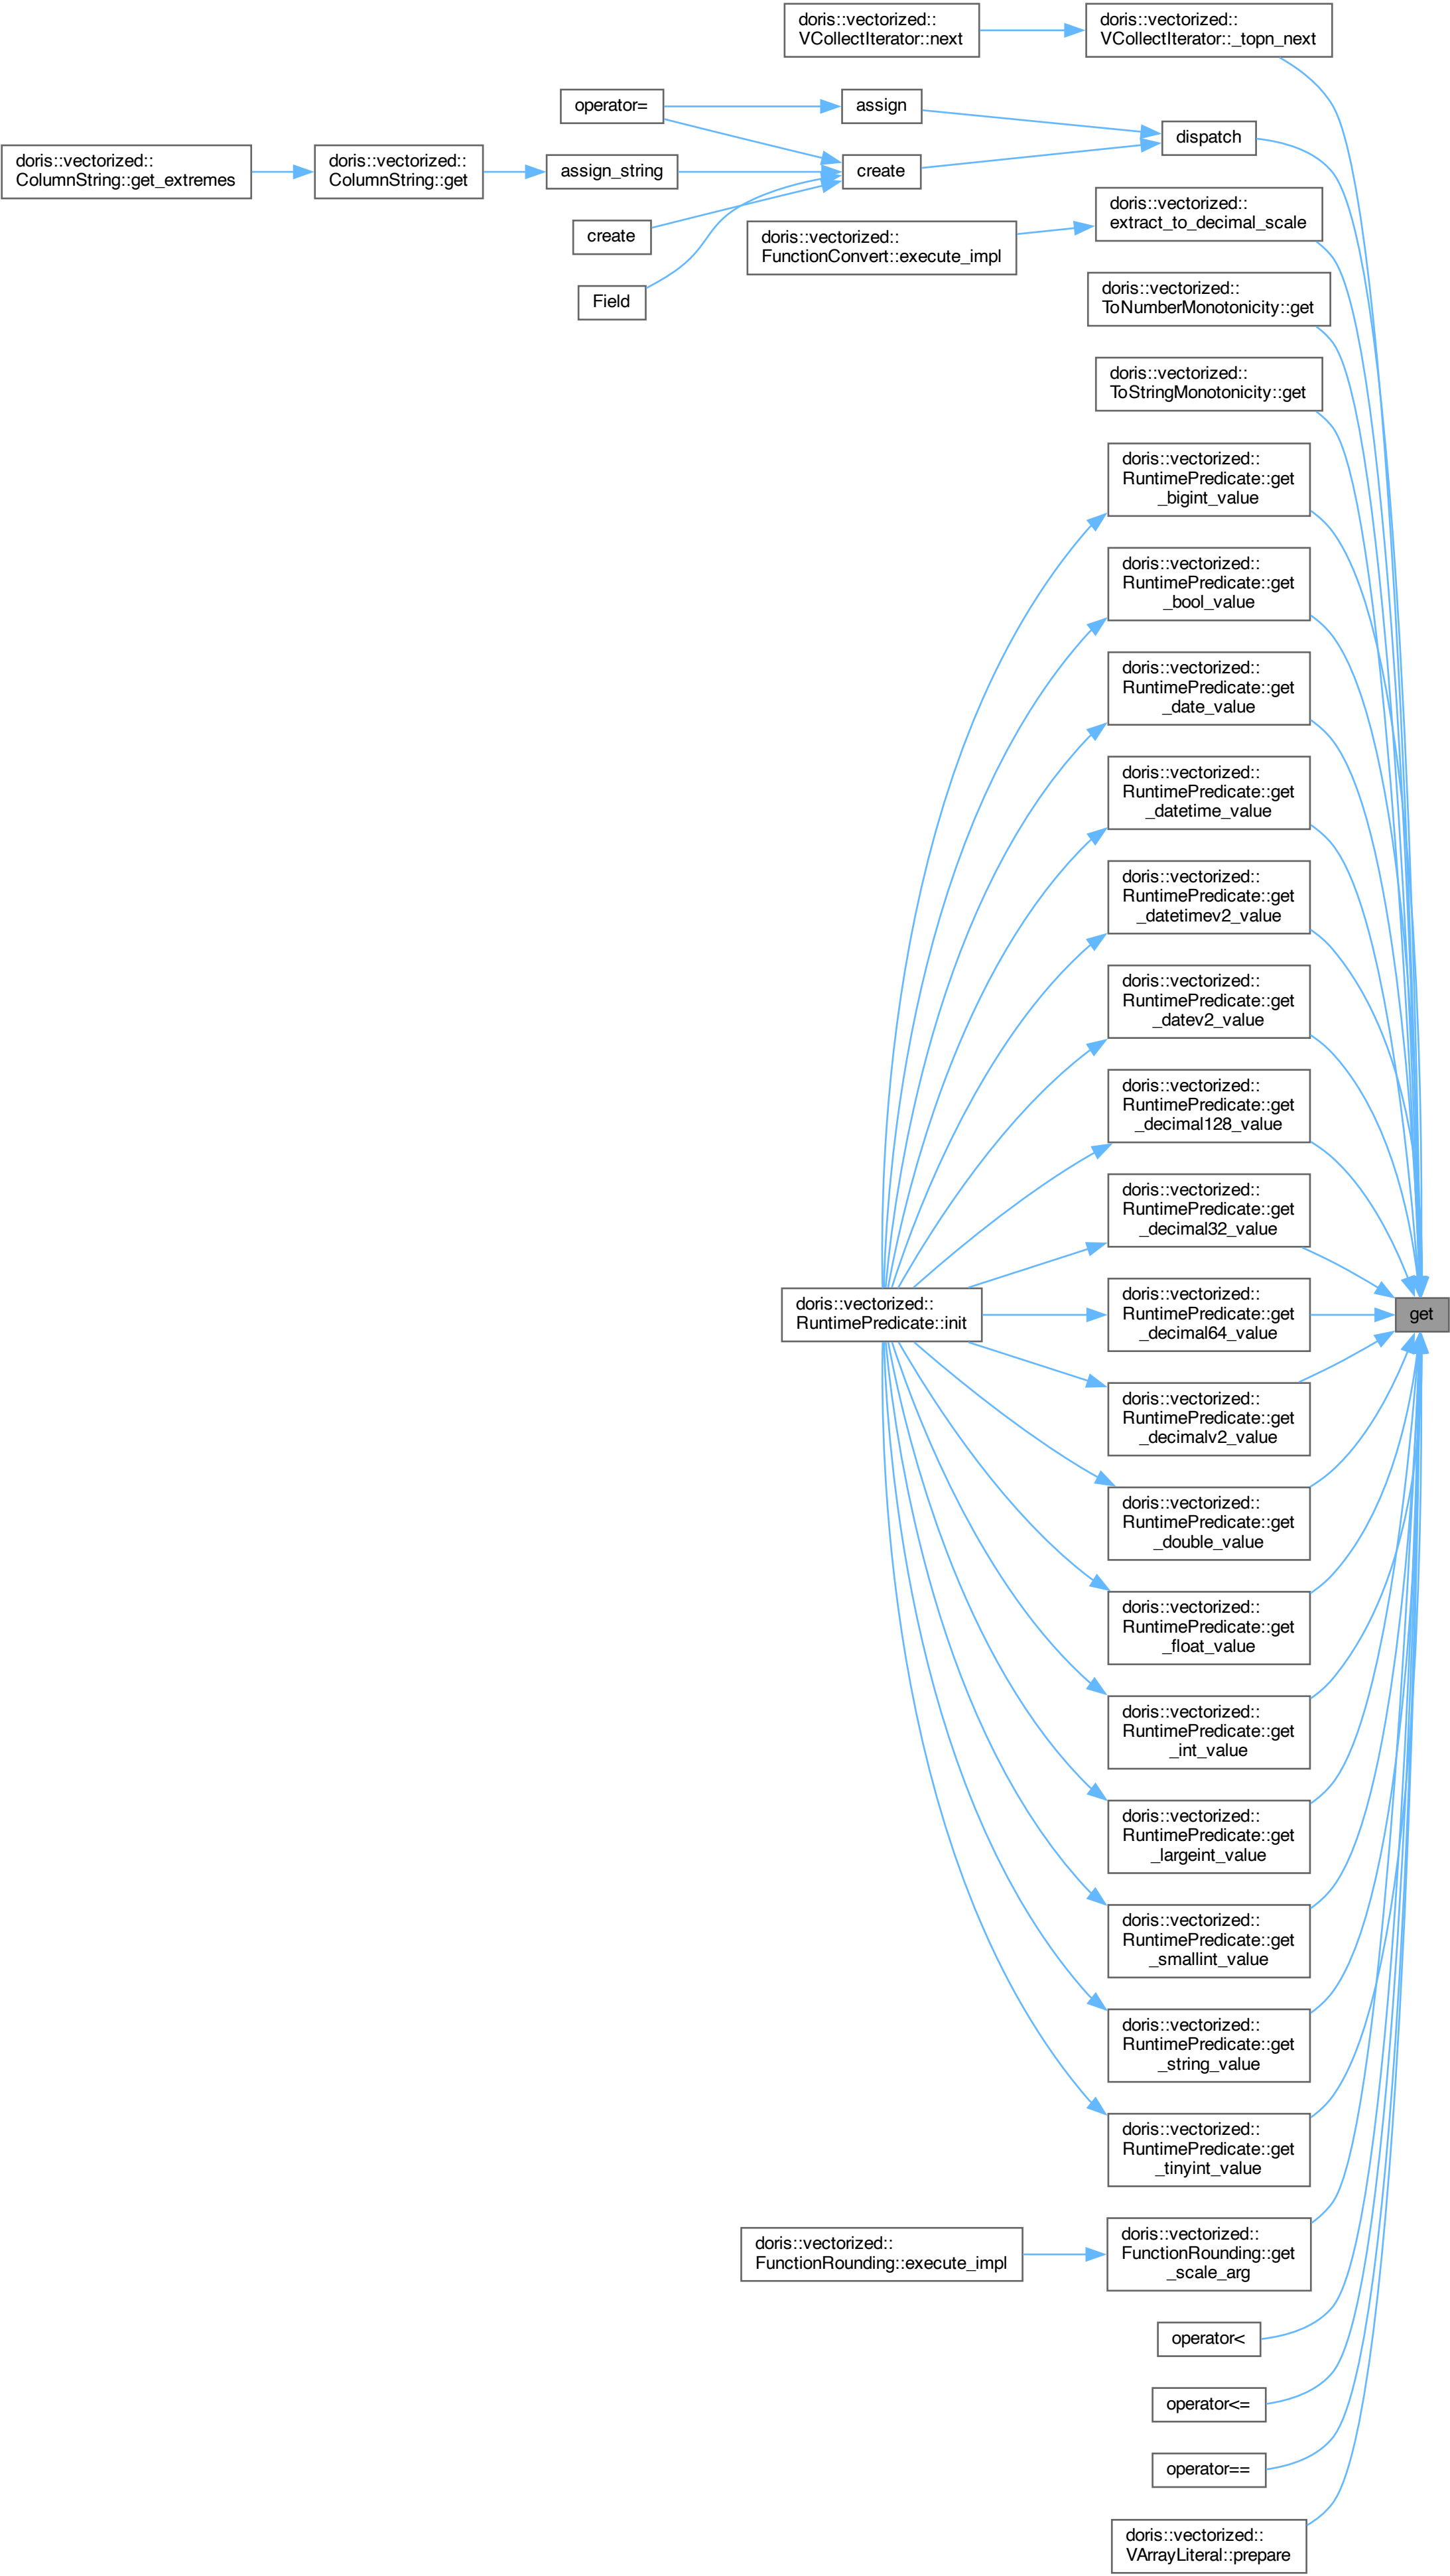 doris::vectorized::
VCollectIterator::next
doris::vectorized::
VCollectIterator::_topn_next
operator=
assign
dispatch
doris::vectorized::
ColumnString::get_extremes
doris::vectorized::
ColumnString::get
assign_string
create
create
Field
doris::vectorized::
FunctionConvert::execute_impl
doris::vectorized::
extract_to_decimal_scale
doris::vectorized::
ToNumberMonotonicity::get
doris::vectorized::
ToStringMonotonicity::get
doris::vectorized::
RuntimePredicate::get
_bigint_value
doris::vectorized::
RuntimePredicate::get
_bool_value
doris::vectorized::
RuntimePredicate::get
_date_value
doris::vectorized::
RuntimePredicate::get
_datetime_value
doris::vectorized::
RuntimePredicate::get
_datetimev2_value
doris::vectorized::
RuntimePredicate::get
_datev2_value
doris::vectorized::
RuntimePredicate::get
_decimal128_value
doris::vectorized::
RuntimePredicate::get
_decimal32_value
doris::vectorized::
RuntimePredicate::init
doris::vectorized::
RuntimePredicate::get
_decimal64_value
get
doris::vectorized::
RuntimePredicate::get
_decimalv2_value
doris::vectorized::
RuntimePredicate::get
_double_value
doris::vectorized::
RuntimePredicate::get
_float_value
doris::vectorized::
RuntimePredicate::get
_int_value
doris::vectorized::
RuntimePredicate::get
_largeint_value
doris::vectorized::
RuntimePredicate::get
_smallint_value
doris::vectorized::
RuntimePredicate::get
_string_value
doris::vectorized::
RuntimePredicate::get
_tinyint_value
doris::vectorized::
FunctionRounding::execute_impl
doris::vectorized::
FunctionRounding::get
_scale_arg
operator<
operator<=
operator==
doris::vectorized::
VArrayLiteral::prepare